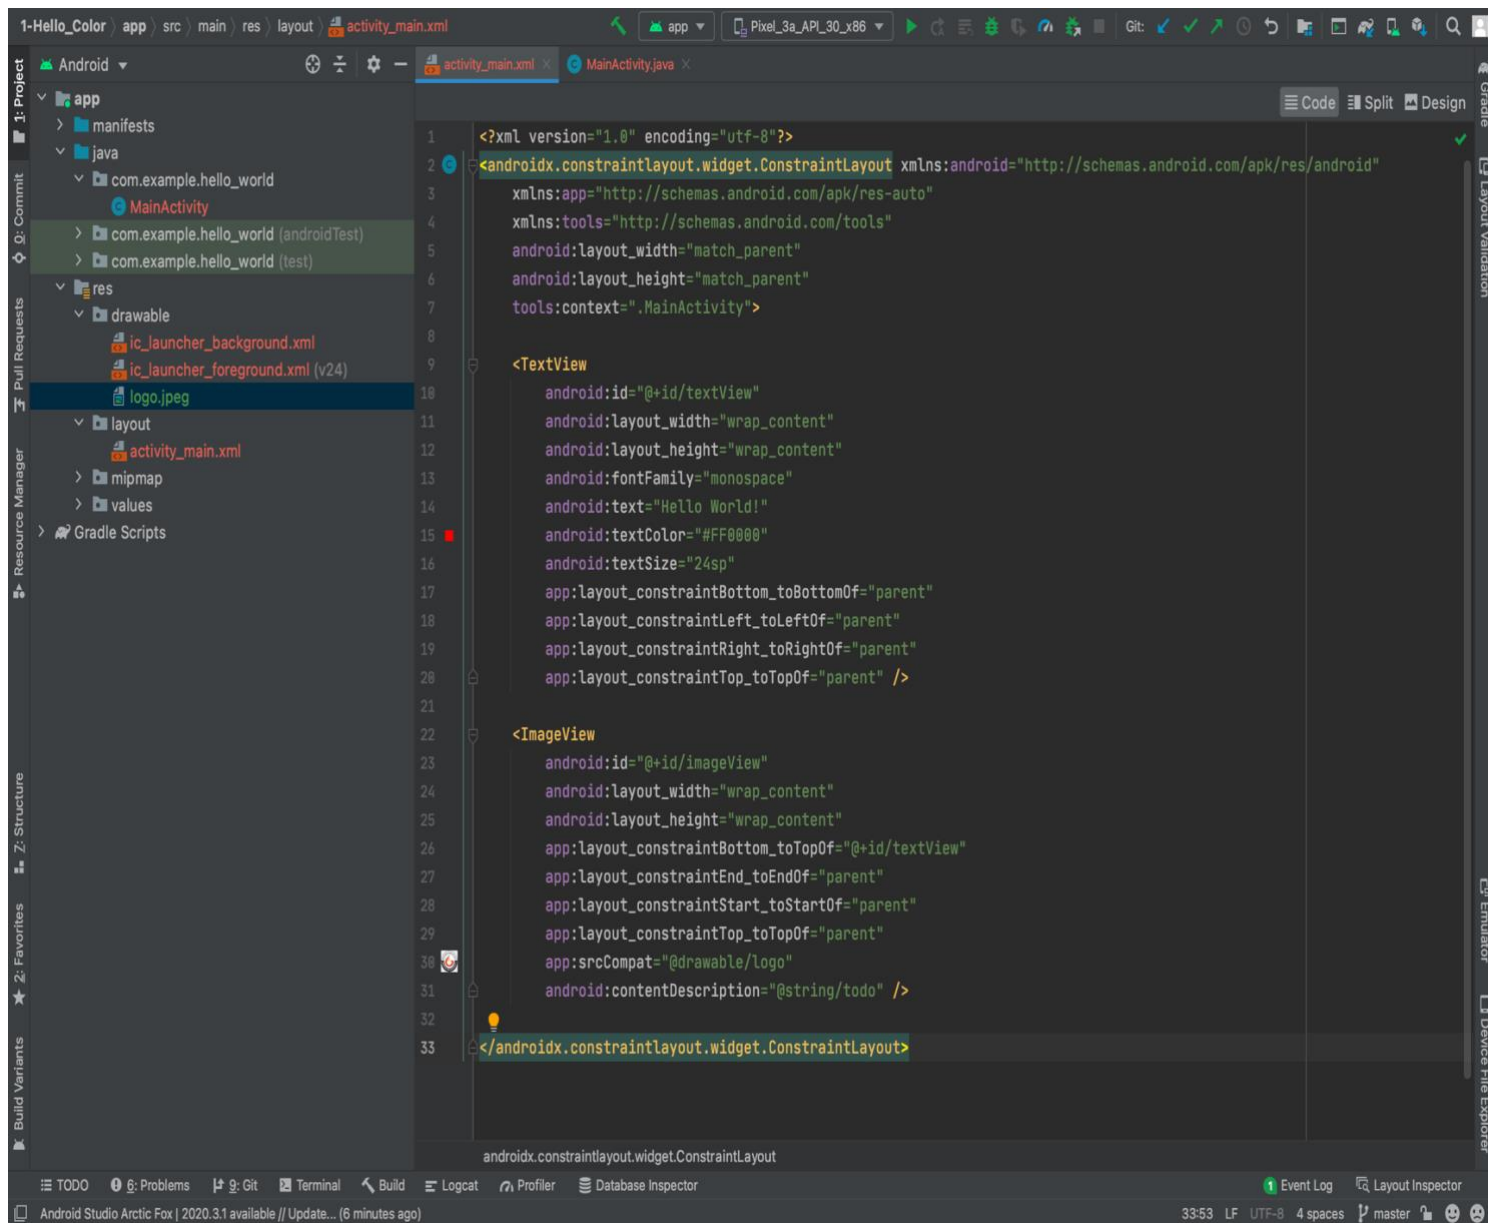 1-Hello_Color app src main res layout activity_main.xml
app
Pixel_3a_API_30_x86
Git:
Android
activity_main.xml
MainActivity.java
Code Split Design
1: Project
0: Commit
Pull Requests
Resource Manager
Z: Structure
2: Favorites
Build Variants
app
manifests
java
com.example.hello_world
MainActivity
com.example.hello_world (androidTest)
com.example.hello_world (test)
res
drawable
ic_launcher_background.xml
ic_launcher_foreground.xml (v24)
logo.jpeg
layout
activity_main.xml
mipmap
values
Gradle Scripts
1 <?xml version="1.0" encoding="utf-8"?>
2 <androidx.constraintlayout.widget.ConstraintLayout xmlns:android="http://schemas.android.com/apk/res/android"
3 xmlns:app="http://schemas.android.com/apk/res-auto"
4 xmlns:tools="http://schemas.android.com/tools"
5 android:layout_width="match_parent"
6 android:layout_height="match_parent"
7 tools:context=".MainActivity">
8
9 <TextView
10 android:id="@+id/textView"
11 android:layout_width="wrap_content"
12 android:layout_height="wrap_content"
13 android:fontFamily="monospace"
14 android:text="Hello World!"
15 android:textColor="#FF0000"
16 android:textSize="24sp"
17 app:layout_constraintBottom_toBottomOf="parent"
18 app:layout_constraintLeft_toLeftOf="parent"
19 app:layout_constraintRight_toRightOf="parent"
20 app:layout_constraintTop_toTopOf="parent" />
21
22 <ImageView
23 android:id="@+id/imageView"
24 android:layout_width="wrap_content"
25 android:layout_height="wrap_content"
26 app:layout_constraintBottom_toTopOf="@+id/textView"
27 app:layout_constraintEnd_toEndOf="parent"
28 app:layout_constraintStart_toStartOf="parent"
29 app:layout_constraintTop_toTopOf="parent"
30 app:srcCompat="@drawable/logo"
31 android:contentDescription="@string/todo" />
32
33 </androidx.constraintlayout.widget.ConstraintLayout>
androidx.constraintlayout.widget.ConstraintLayout
Gradle
Layout Validation
Emulator
Device File Explorer
TODO 6: Problems 9: Git Terminal Build Logcat Profiler Database Inspector 1 Event Log Layout Inspector
Android Studio Arctic Fox | 2020.3.1 available // Update... (6 minutes ago) 33:53 LF UTF-8 4 spaces master